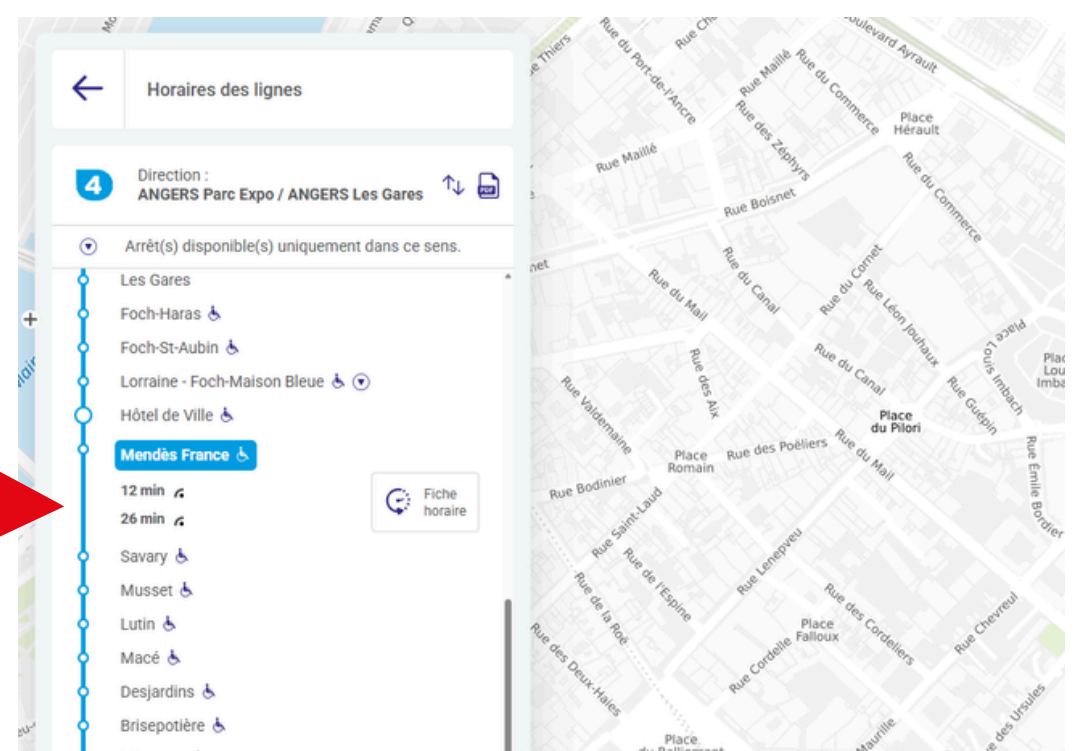 Horaires des lignes
4
Direction :
ANGERS Parc Expo / ANGERS Les Gares
PDF
Arrêt(s) disponible(s) uniquement dans ce sens.
Les Gares
Foch-Haras
Foch-St-Aubin
Lorraine - Foch-Maison Bleue
Hôtel de Ville
Mendès France
12 min
26 min
Fiche
horaire
Savary
Musset
Lutin
Macé
Desjardins
Brisepotière
Rue du Port-de-l'Ancre
Rue Maillé
Rue du Commerce
Boulevard Ayrault
Place
Hérault
Rue des Zéphyrs
Rue Maillé
Rue Boisnet
Rue du Commerce
Rue du Mail
Rue du Canal
Rue du Cornet
Rue Léon Jouhaux
Place Louis Imbach
Rue des Aix
Rue du Canal
Rue Guépin
Rue Valdemaine
Place
du Pilori
Place
Romain
Rue des Poëliers
Rue du Mail
Rue Émile Bordier
Rue Bodinier
Rue Saint-Laud
Rue de l'Espine
Rue Lenepveu
Rue de la Roë
Rue des Cordeliers
Place
Falloux
Rue Chevreul
Rue Cordelle
Rue des Deux-Haies
des Ursules
Place